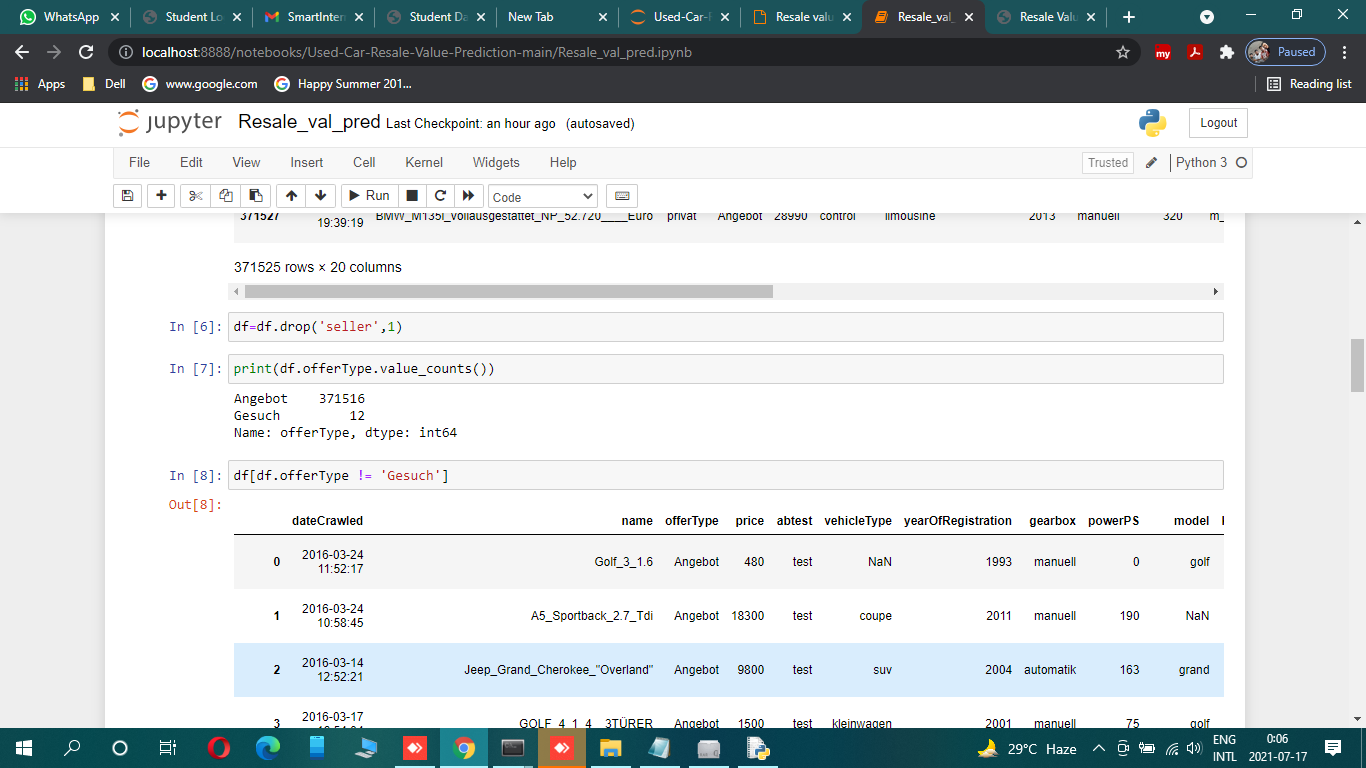 WhatsApp
Student Lo
SmartInter
Student Da
New Tab
Used-Car-
Resale valu
Resale_val_
Resale Valu
localhost:8888/notebooks/Used-Car-Resale-Value-Prediction-main/Resale_val_pred.ipynb
my
Paused
Apps
Dell
www.google.com
Happy Summer 201...
Reading list
jupyter Resale_val_pred Last Checkpoint: an hour ago (autosaved)
Logout
File Edit View Insert Cell Kernel Widgets Help
Trusted
Python 3
Run
Code
371527 19:39:19 BMW_M135i_vollausgestattet_NP_52.720____Euro privat Angebot 28990 control limousine 2013 manuell 320 m_
371525 rows × 20 columns
In [6]: df=df.drop('seller',1)
In [7]: print(df.offerType.value_counts())
Angebot 371516
Gesuch 12
Name: offerType, dtype: int64
In [8]: df[df.offerType != 'Gesuch']
Out[8]:
dateCrawled name offerType price abtest vehicleType yearOfRegistration gearbox powerPS model
0 2016-03-24 11:52:17 Golf_3_1.6 Angebot 480 test NaN 1993 manuell 0 golf
1 2016-03-24 10:58:45 A5_Sportback_2.7_Tdi Angebot 18300 test coupe 2011 manuell 190 NaN
2 2016-03-14 12:52:21 Jeep_Grand_Cherokee_"Overland" Angebot 9800 test suv 2004 automatik 163 grand
3 2016-03-17 GOLF_4_1_4__3TÜRER Angebot 1500 test kleinwagen 2001 manuell 75 golf
29°C Haze
ENG
INTL
0:06
2021-07-17